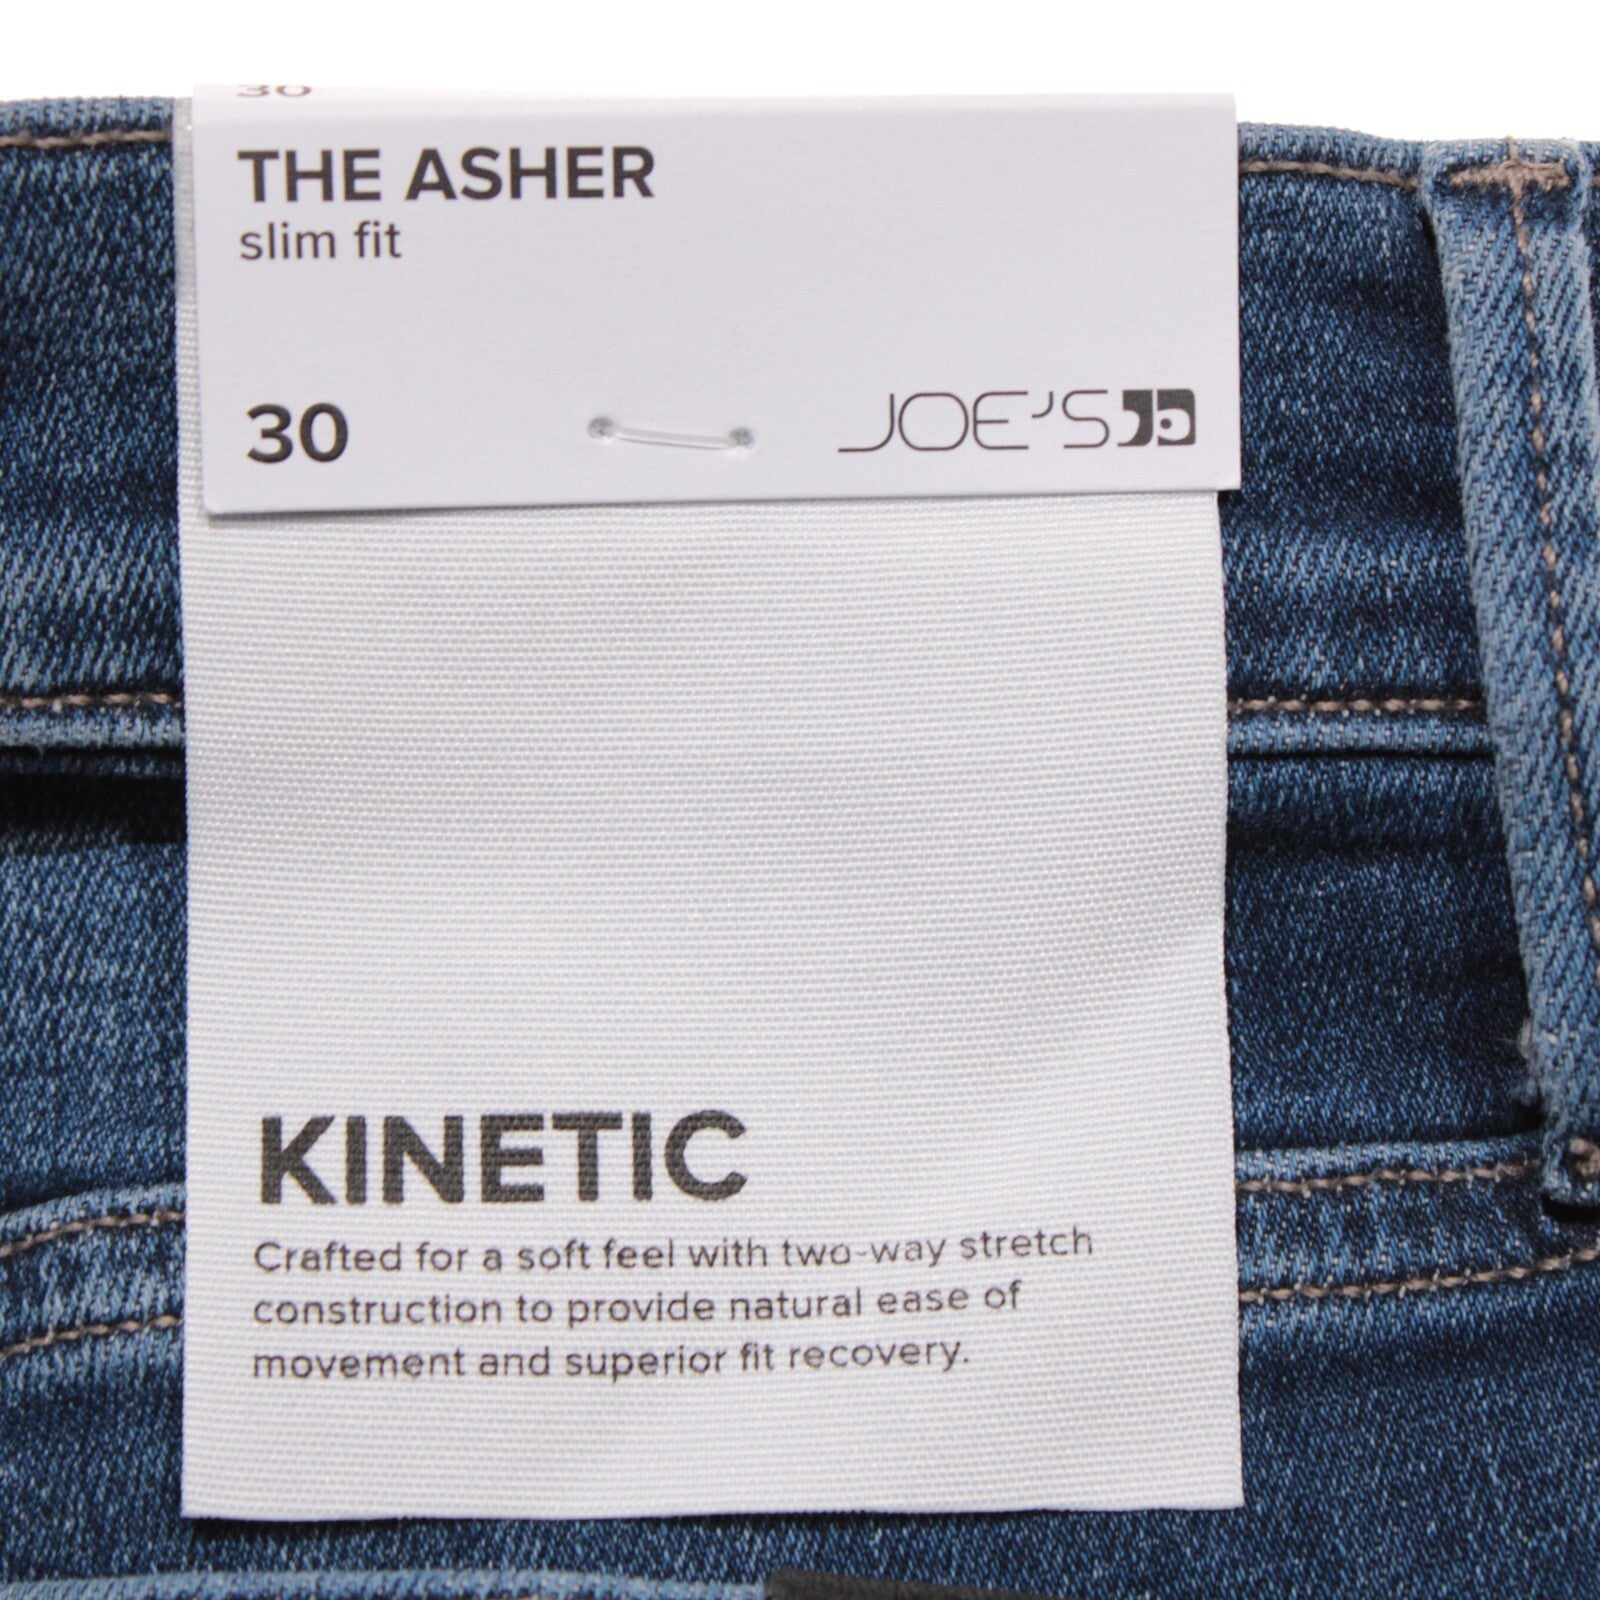 30
THE ASHER
slim fit
30
JOE'S
KINETIC
Crafted for a soft feel with two-way stretch
construction to provide natural ease of
movement and superior fit recovery.